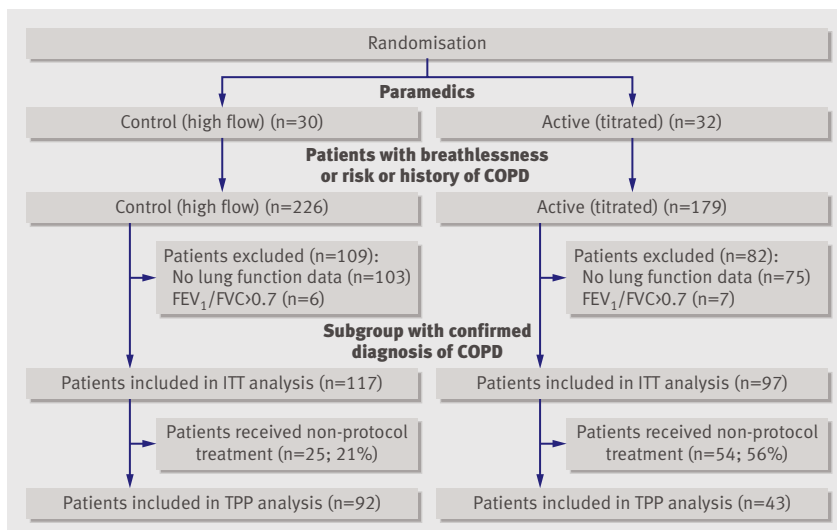 Randomisation
Paramedics
Control (high flow) (n=30)
Active (titrated) (n=32)
Patients with breathlessness
or risk or history of COPD
Control (high flow) (n=226)
Active (titrated) (n=179)
Patients excluded (n=109):
No lung function data (n=103)
FEV₁/FVC>0.7 (n=6)
Patients excluded (n=82):
No lung function data (n=75)
FEV₁/FVC>0.7 (n=7)
Subgroup with confirmed
diagnosis of COPD
Patients included in ITT analysis (n=117)
Patients included in ITT analysis (n=97)
Patients received non-protocol
treatment (n=25; 21%)
Patients received non-protocol
treatment (n=54; 56%)
Patients included in TPP analysis (n=92)
Patients included in TPP analysis (n=43)